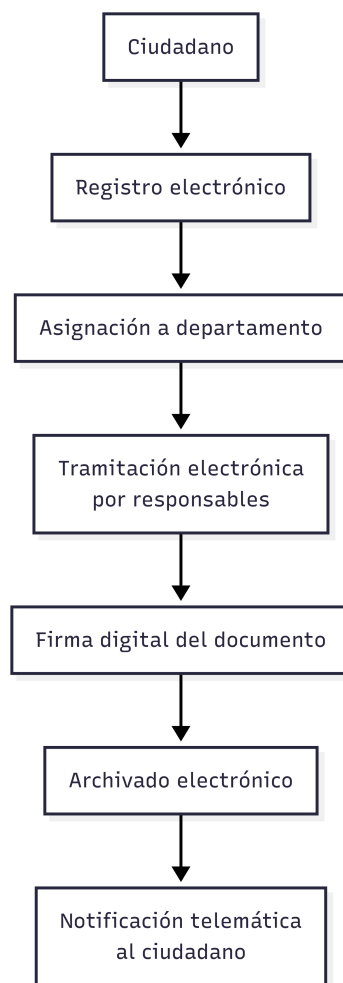 Ciudadano
Registro electrónico
Asignación a departamento
Tramitación electrónica
por responsables
Firma digital del documento
Archivado electrónico
Notificación telemática
al ciudadano